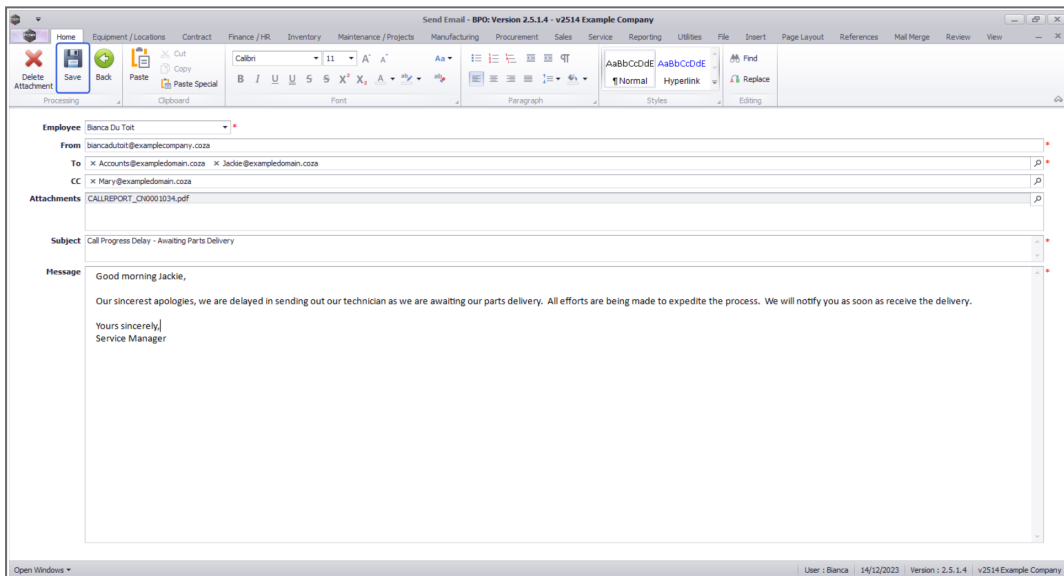 Send Email - BPO: Version 2.5.1.4 - v2514 Example Company
Home Equipment / Locations Contract Finance / HR Inventory Maintenance / Projects Manufacturing Procurement Sales Service Reporting Utilities File Insert Page Layout References Mail Merge Review View
Delete Attachment
Save
Back
Paste
Cut
Copy
Paste Special
Calibri 11
B I U U S S X² X₂ A
Aa
AaBbCcDdE AaBbCcDdE
¶ Normal Hyperlink
Find
Replace
Processing Clipboard Font Paragraph Styles Editing
Employee Bianca Du Toit *
From biancadutoit@examplecompany.coza *
To × Accounts@exampledomain.coza × Jackie@exampledomain.coza *
CC × Mary@exampledomain.coza
Attachments CALLREPORT_CN0001034.pdf
Subject Call Progress Delay - Awaiting Parts Delivery *
Message *
Good morning Jackie,
Our sincerest apologies, we are delayed in sending out our technician as we are awaiting our parts delivery. All efforts are being made to expedite the process. We will notify you as soon as receive the delivery.
Yours sincerely,
Service Manager
Open Windows User : Bianca 14/12/2023 Version : 2.5.1.4 v2514 Example Company